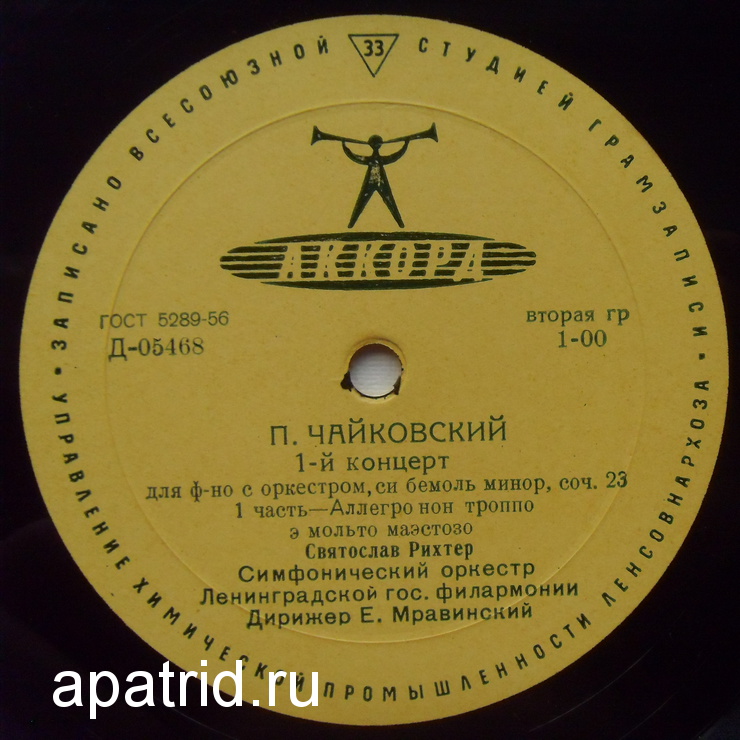 ЗАПИСАНО ВСЕСОЮЗНОЙ 33 СТУДИЕЙ ГРАМЗАПИСИ
АККОРД
ГОСТ 5289-56
Д-05468
вторая гр
1-00
П. ЧАЙКОВСКИЙ
1-й концерт
для ф-но с оркестром, си бемоль минор, соч. 23
1 часть—Аллегро нон троппо
э мольто маэстозо
Святослав Рихтер
Симфонический оркестр
Ленинградской гос. филармонии
Дирижер Е. Мравинский
УПРАВЛЕНИЕ ХИМИЧЕСКОЙ ПРОМЫШЛЕННОСТИ ЛЕНСОВНАРХОЗА
apatrid.ru